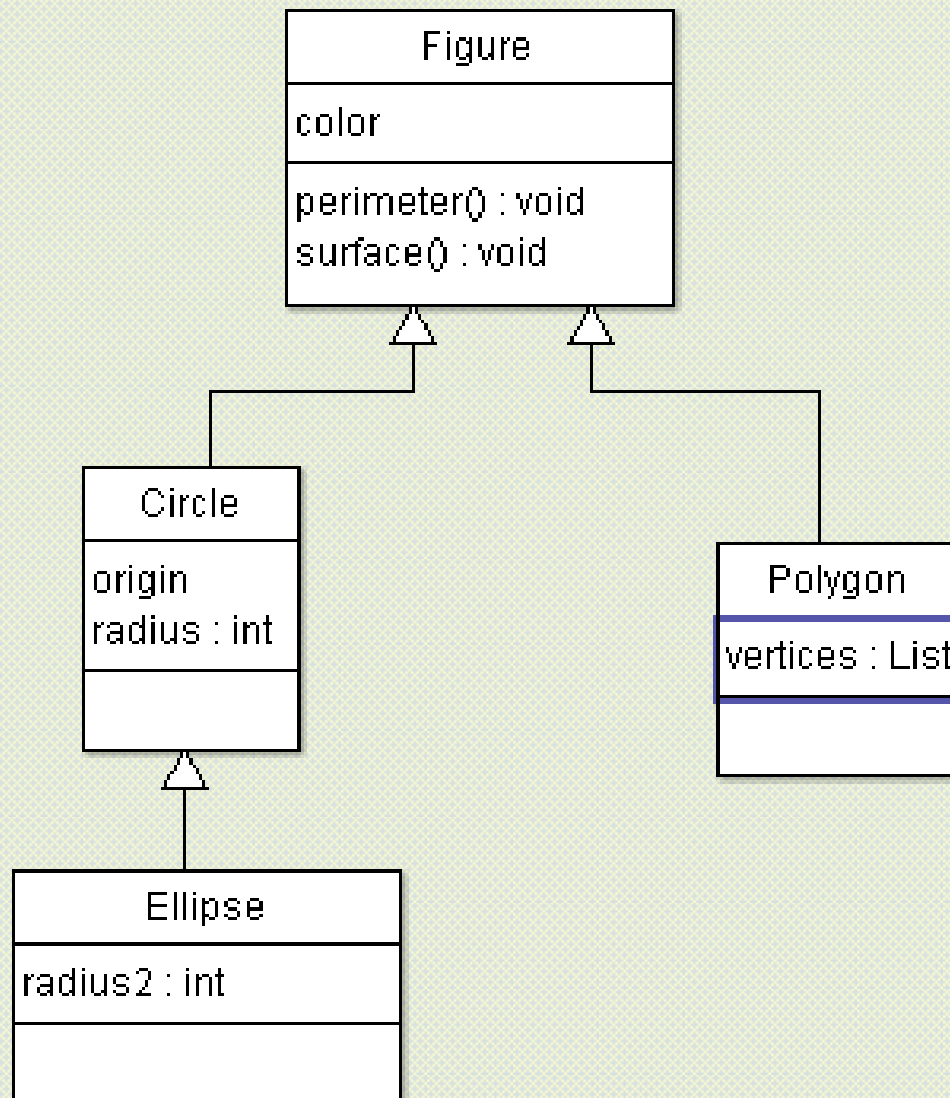 Figure
color
perimeter() : void
surface() : void
Circle
origin
radius : int
Polygon
vertices : List
Ellipse
radius2 : int